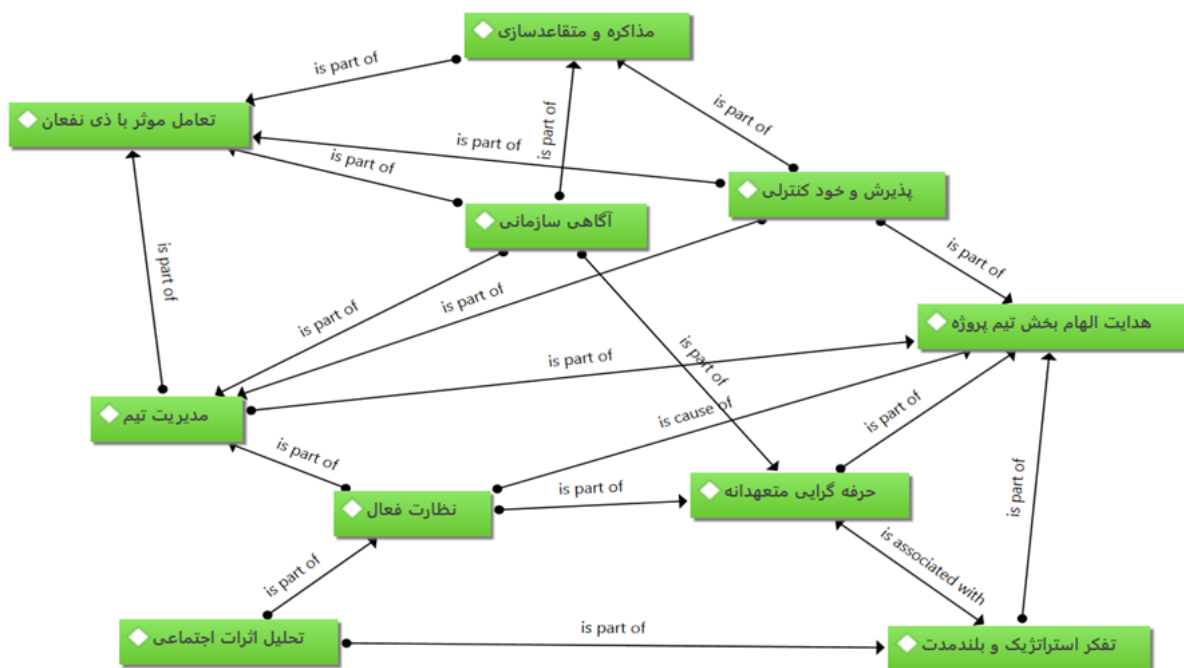 مذاکره و متقاعدسازی
is part of
تعامل موثر با ذی نفعان
is part of
is part of
is part of
is part of
پذیرش و خود کنترلی
آگاهی سازمانی
is part of
is part of
is part of
is part of
هدایت الهام بخش تیم پروژه
is part of
is part of
مدیریت تیم
is cause of
is part of
is part of
حرفه گرایی متعهدانه
is part of
is part of
نظارت فعال
is associated with
is part of
تحلیل اثرات اجتماعی
is part of
تفکر استراتژیک و بلندمدت